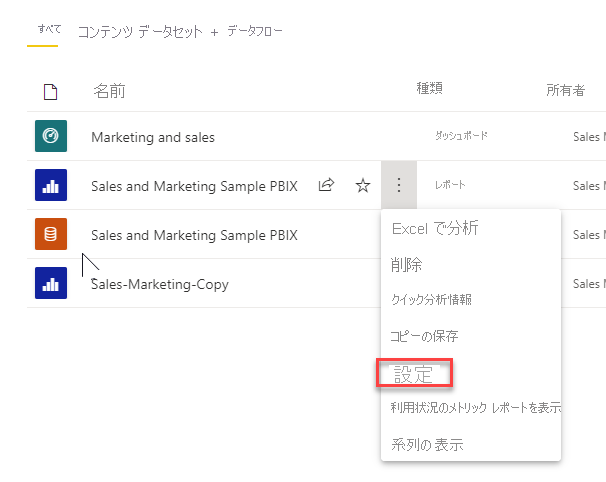 すべて コンテンツ データセット + データフロー
名前 種類 所有者
Marketing and sales ダッシュボード Sales M
Sales and Marketing Sample PBIX レポート Sales M
Sales and Marketing Sample PBIX Sales M
Sales-Marketing-Copy Sales M
Excel で分析
削除
クイック分析情報
コピーの保存
設定
利用状況のメトリック レポートを表示
系列の表示